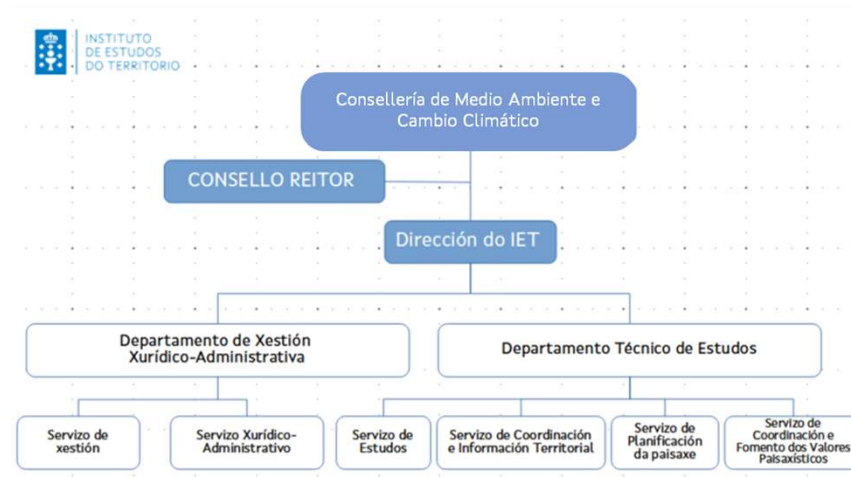 INSTITUTO
DE ESTUDOS
DO TERRITORIO
Consellería de Medio Ambiente e
Cambio Climático
CONSELLO REITOR
Dirección do IET
Departamento de Xestión
Xurídico-Administrativa
Departamento Técnico de Estudos
Servizo de
xestión
Servizo Xurídico-
Administrativo
Servizo de
Estudos
Servizo de Coordinación
e Información Territorial
Servizo de
Planificación
da paisaxe
Servizo de
Coordinación e
Fomento dos Valores
Paisaxísticos